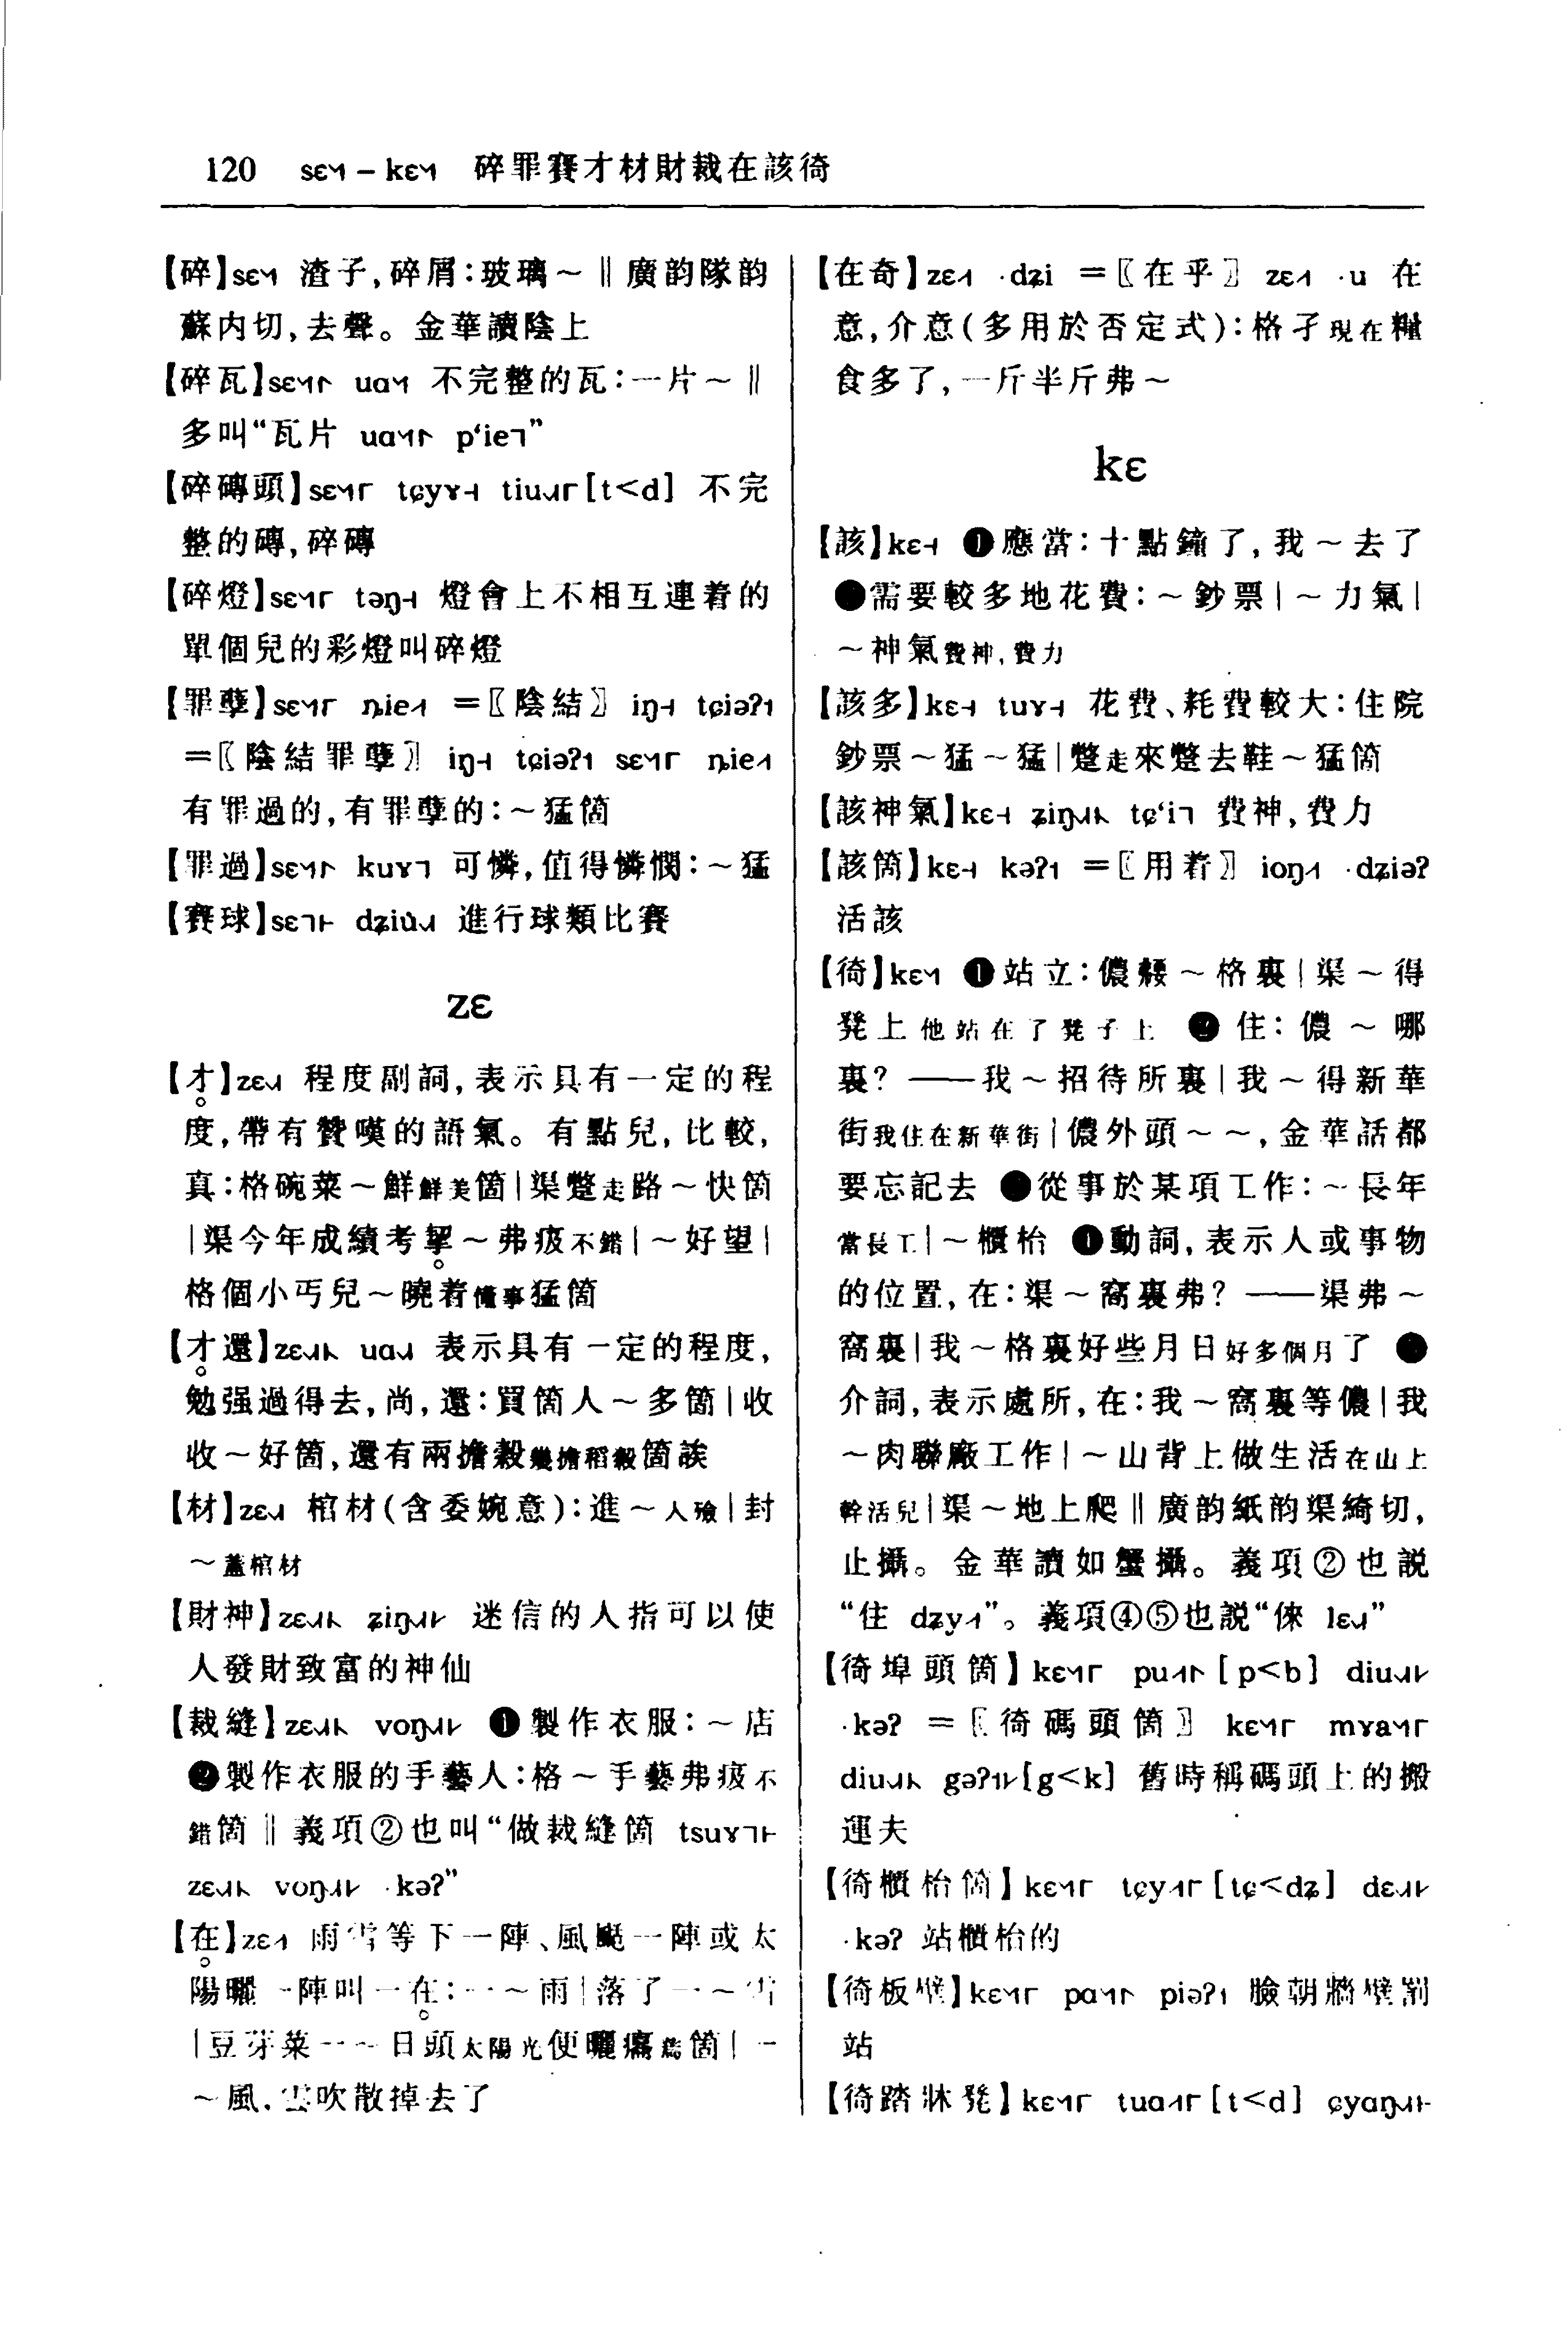 120 sɛ˥˧ – kɛ˥˧ 碎罪賽才材財裁在該徛
【碎】sɛ 渣子,碎屑:玻璃～‖廣韵隊韵
蘇内切,去聲。金華讀陰上
【碎瓦】sɛ uɑ 不完整的瓦:一片～‖
多叫“瓦片 uɑ pʻie”
【碎磚頭】sɛ tɕyɤ tiu[t<d] 不完
整的磚,碎磚
【碎燈】sɛ təŋ 燈會上不相互連着的
單個兒的彩燈叫碎燈
【罪孽】sɛ ȵie =〖陰結〗 iŋ tɕiəʔ
=〖陰結罪孽〗 iŋ tɕiəʔ sɛ ȵie
有罪過的,有罪孽的:～猛箇
【罪過】sɛ kuɤ 可憐,值得憐憫:～猛
【賽球】sɛ dʑiu 進行球類比賽
zɛ
【才】zɛ 程度副詞,表示具有一定的程
度,帶有贊嘆的語氣。有點兒,比較,
真:格碗菜～鮮鮮美箇|渠蹩走路～快箇
|渠今年成績考～弗疲不錯|～好望|
格個小丐兒～曉着懂事猛箇
【才還】zɛ uɑ 表示具有一定的程度,
勉强過得去,尚,還:買箇人～多箇|收
收～好箇,還有兩擔穀幾擔稻穀箇誒
【材】zɛ 棺材(含委婉意):進～人殮|封
～蓋棺材
【財神】zɛ ʑiŋ 迷信的人指可以使
人發財致富的神仙
【裁縫】zɛ voŋ ❶製作衣服:～店
❷製作衣服的手藝人:格～手藝弗疲不
錯箇‖義項②也叫“做裁縫箇 tsuɤ
zɛ voŋ ·kəʔ”
【在】zɛ 雨雪等下一陣、風颳一陣或太
陽曬一陣叫一在:一～雨|落了一～雪
|豆芽菜一～日頭太陽光便曬蔫箇|一
～風,雲吹散掉去了
【在奇】zɛ ·dʑi =〖在乎〗 zɛ ·u 在
意,介意(多用於否定式):格孑現在糧
食多了,一斤半斤弗～
kɛ
【該】kɛ ❶應當:十點鐘了,我～去了
❷需要較多地花費:～鈔票|～力氣|
～神氣費神,費力
【該多】kɛ tuɤ 花費、耗費較大:住院
鈔票～猛～猛|蹩走來蹩去鞋～猛箇
【該神氣】kɛ ʑiŋ tɕʻi 費神,費力
【該箇】kɛ kəʔ =〖用着〗 ioŋ ·dʑiəʔ
活該
【徛】kɛ ❶站立:儂～格裏|渠～得
凳上他站在了凳子上 ❷住:儂～哪
裏? ——我～招待所裏|我～得新華
街我住在新華街|儂外頭～～,金華話都
要忘記去 ❸從事於某項工作:～長年
當長工|～櫃枱 ❹動詞,表示人或事物
的位置,在:渠～窩裏弗? ——渠弗～
窩裏|我～格裏好些月日好多個月了 ❺
介詞,表示處所,在:我～窩裏等儂|我
～肉聯廠工作|～山背上做生活在山上
幹活兒|渠～地上爬‖廣韵紙韵渠綺切,
止攝。金華讀如蟹攝。義項②也説
“住 dʑy”。義項④⑤也説“倈 lɛ”
【徛埠頭箇】kɛ pu[p<b] diu
·kəʔ =〖徛碼頭箇〗 kɛ mɤa
diu gəʔ[g<k] 舊時稱碼頭上的搬
運夫
【徛櫃枱箇】kɛ tɕy[tɕ<dʑ] dɛ
·kəʔ 站櫃枱的
【徛板壁】kɛ pɑ piəʔ 臉朝牆壁罰
站
【徛踏牀凳】kɛ tuɑ[t<d] ɕyɑŋ